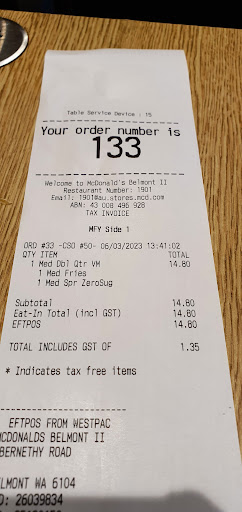 Table Service Device : 15
Your order number is
133
Welcome to McDonald's Belmont II
Restaurant Number: 1901
Email: 1901@au.stores.mcd.com
ABN: 43 008 496 928
TAX INVOICE
MFY Side 1
ORD #33 -CSO #50- 06/03/2023 13:41:02
QTY ITEM TOTAL
1 Med Dbl Qtr VM 14.80
1 Med Fries
1 Med Spr ZeroSug
Subtotal 14.80
Eat-In Total (incl GST) 14.80
EFTPOS 14.80
TOTAL INCLUDES GST OF 1.35
* Indicates tax free items
EFTPOS FROM WESTPAC
MCDONALDS BELMONT II
BERNETHY ROAD
ELMONT WA 6104
D: 26039834